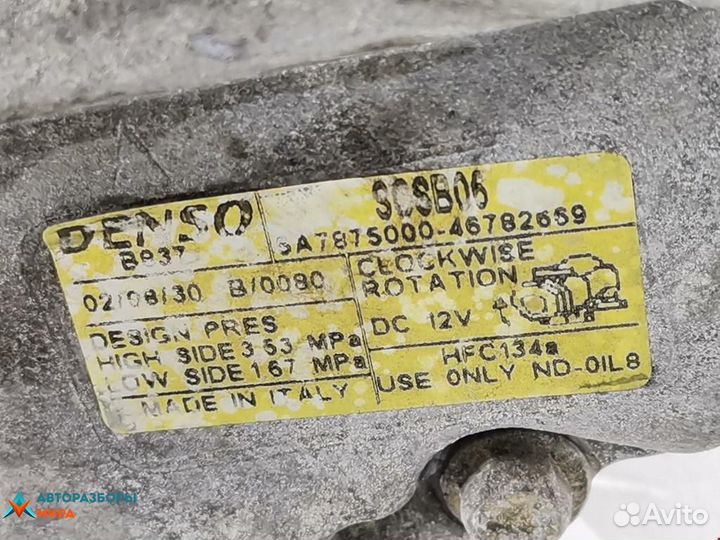 DENSO SCSB06
BP37 5A7875000-46782659
02/08/30 B/0080
CLOCKWISE
ROTATION
DESIGN PRES
HIGH SIDE 3 53 MPa
LOW SIDE 1 67 MPa
MADE IN ITALY
DC 12V
HFC134a
USE ONLY ND-OIL8
АВТОРАЗБОРЫ
МЕГА
Avito